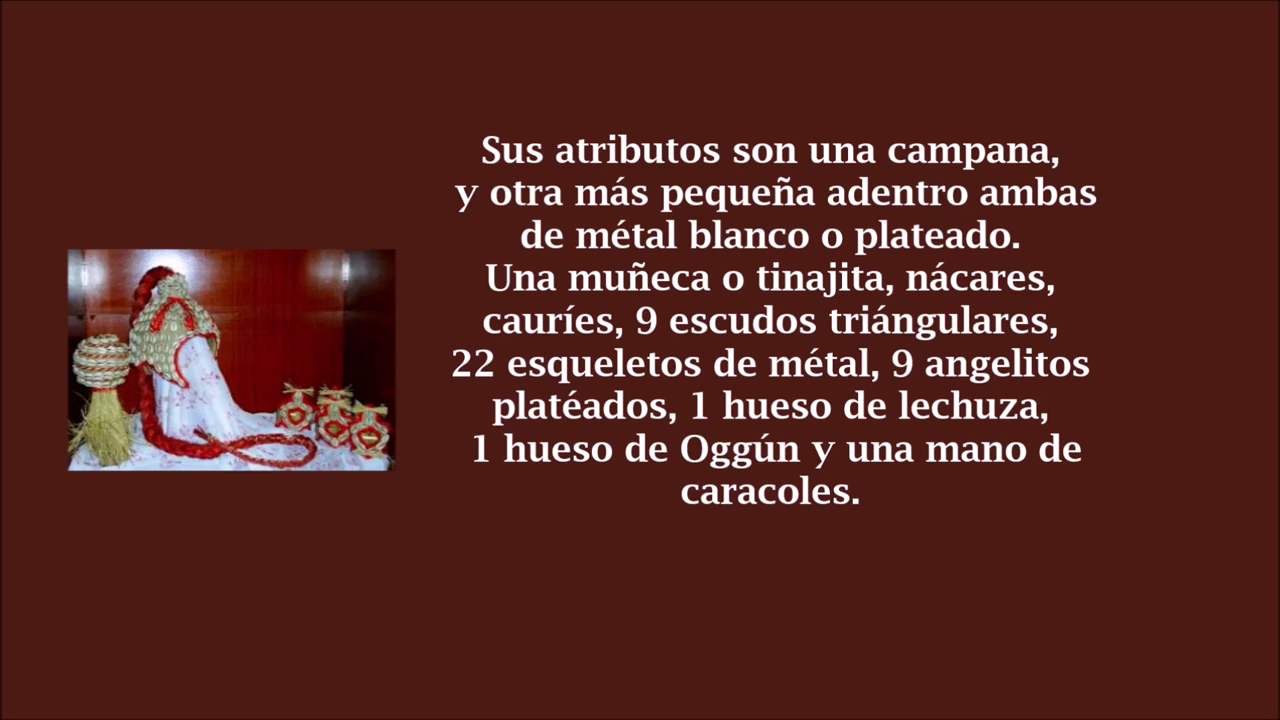 Sus atributos son una campana,
y otra más pequeña adentro ambas
de métal blanco o plateado.
Una muñeca o tinajita, nácares,
cauríes, 9 escudos triángulares,
22 esqueletos de métal, 9 angelitos
platéados, 1 hueso de lechuza,
1 hueso de Oggún y una mano de
caracoles.